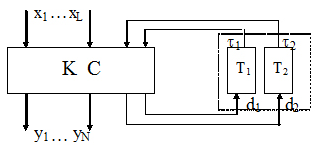 x1 ... xL
τ1 τ2
K C
T1 T2
d1 d2
y1 ... yN